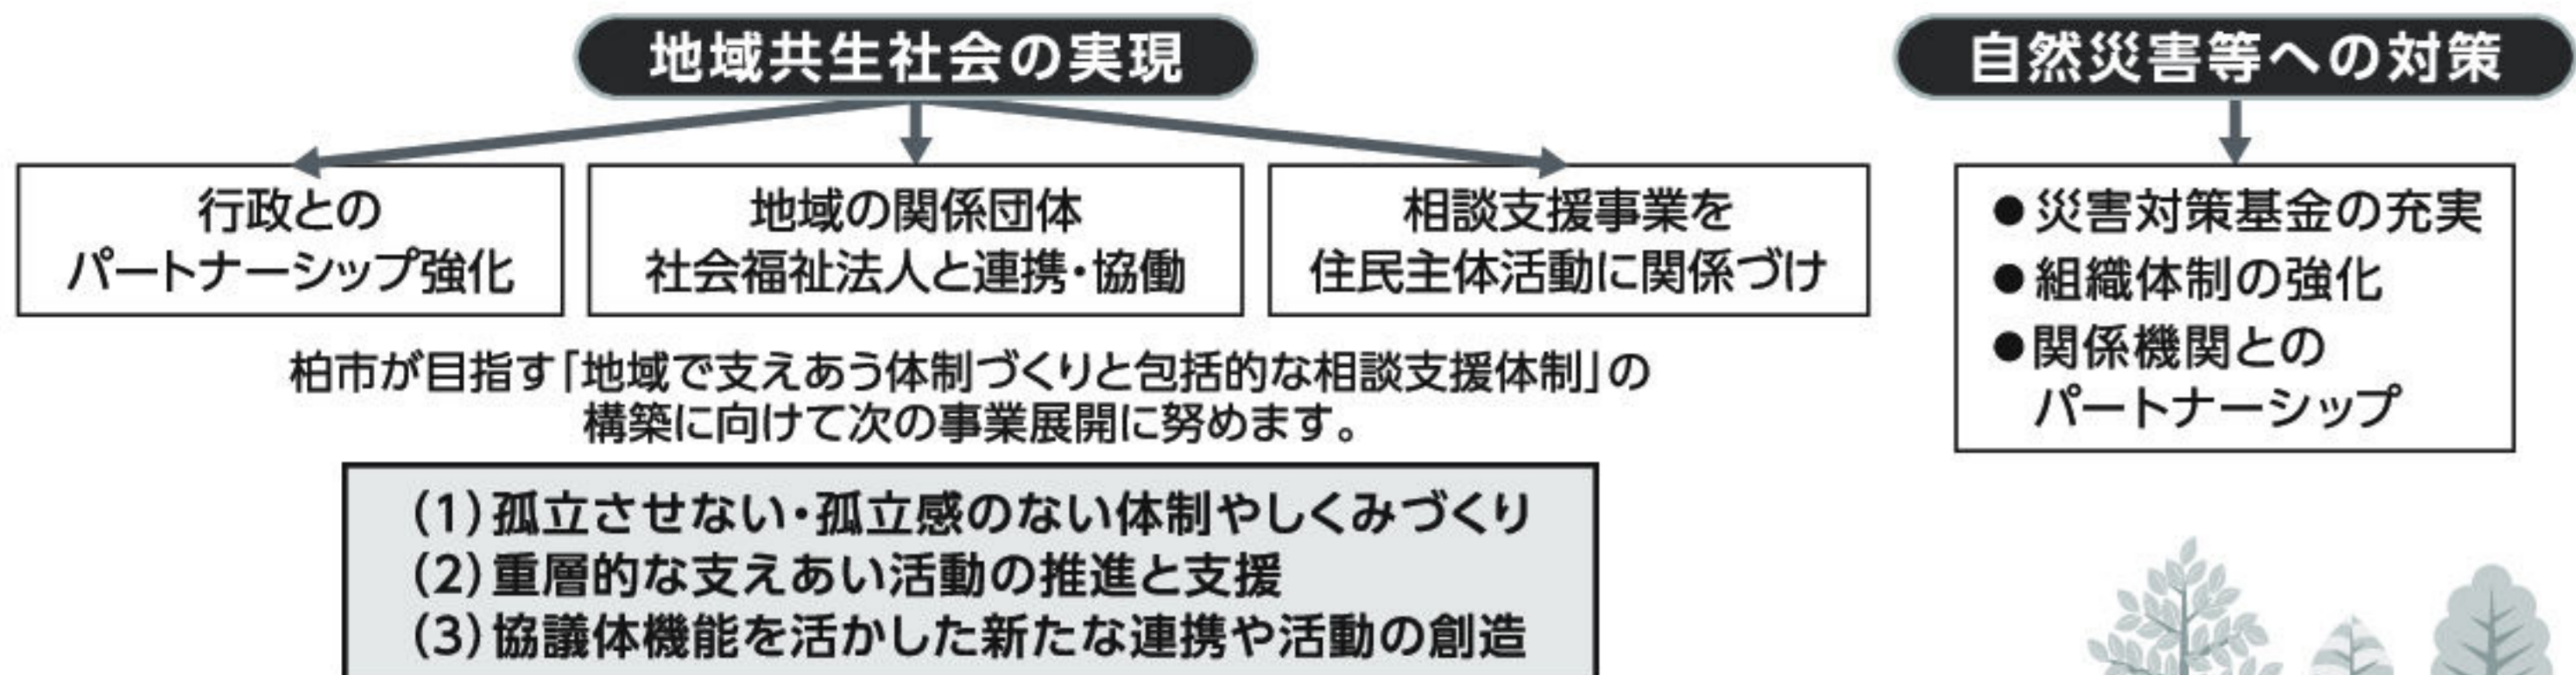 地域共生社会の実現
行政との
パートナーシップ強化
地域の関係団体
社会福祉法人と連携・協働
相談支援事業を
住民主体活動に関係づけ
柏市が目指す「地域で支えあう体制づくりと包括的な相談支援体制」の
構築に向けて次の事業展開に努めます。
(1)孤立させない・孤立感のない体制やしくみづくり
(2)重層的な支えあい活動の推進と支援
(3)協議体機能を活かした新たな連携や活動の創造
自然災害等への対策
●災害対策基金の充実
●組織体制の強化
●関係機関との
パートナーシップ